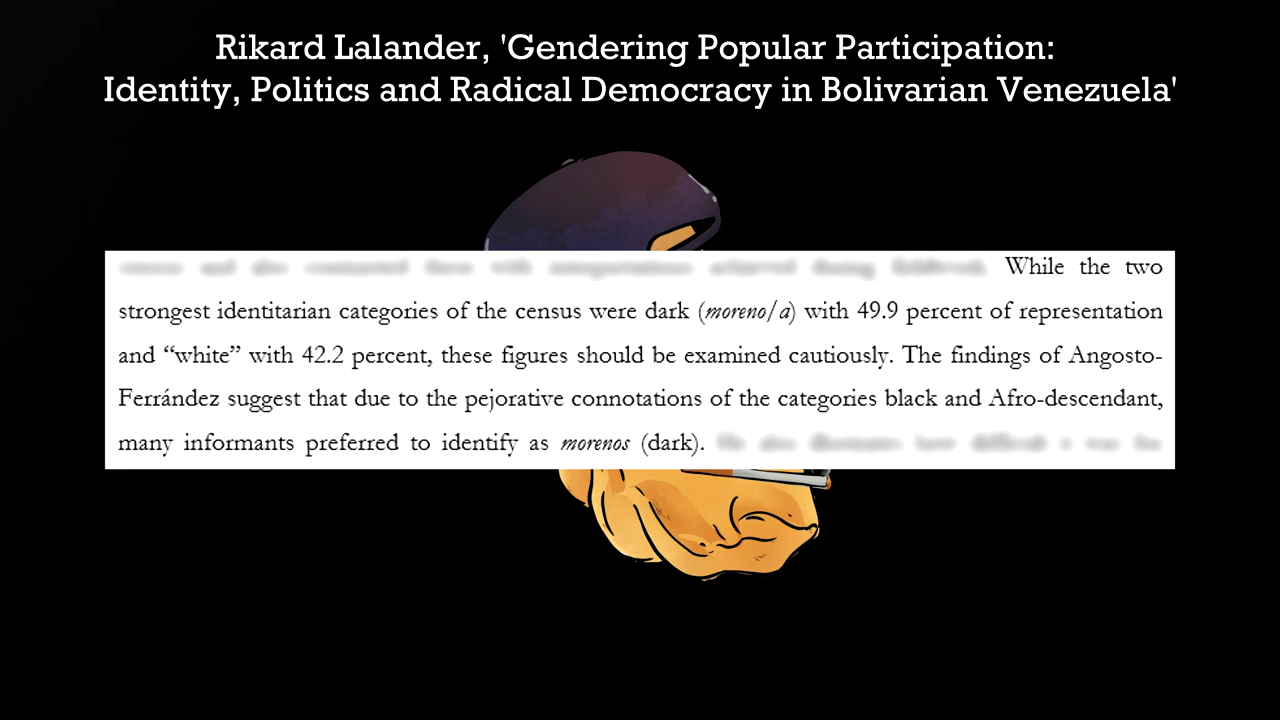 Rikard Lalander, 'Gendering Popular Participation:
Identity, Politics and Radical Democracy in Bolivarian Venezuela'
While the two
strongest identitarian categories of the census were dark (moreno/a) with 49.9 percent of representation
and “white” with 42.2 percent, these figures should be examined cautiously. The findings of Angosto-
Ferrández suggest that due to the pejorative connotations of the categories black and Afro-descendant,
many informants preferred to identify as morenos (dark).